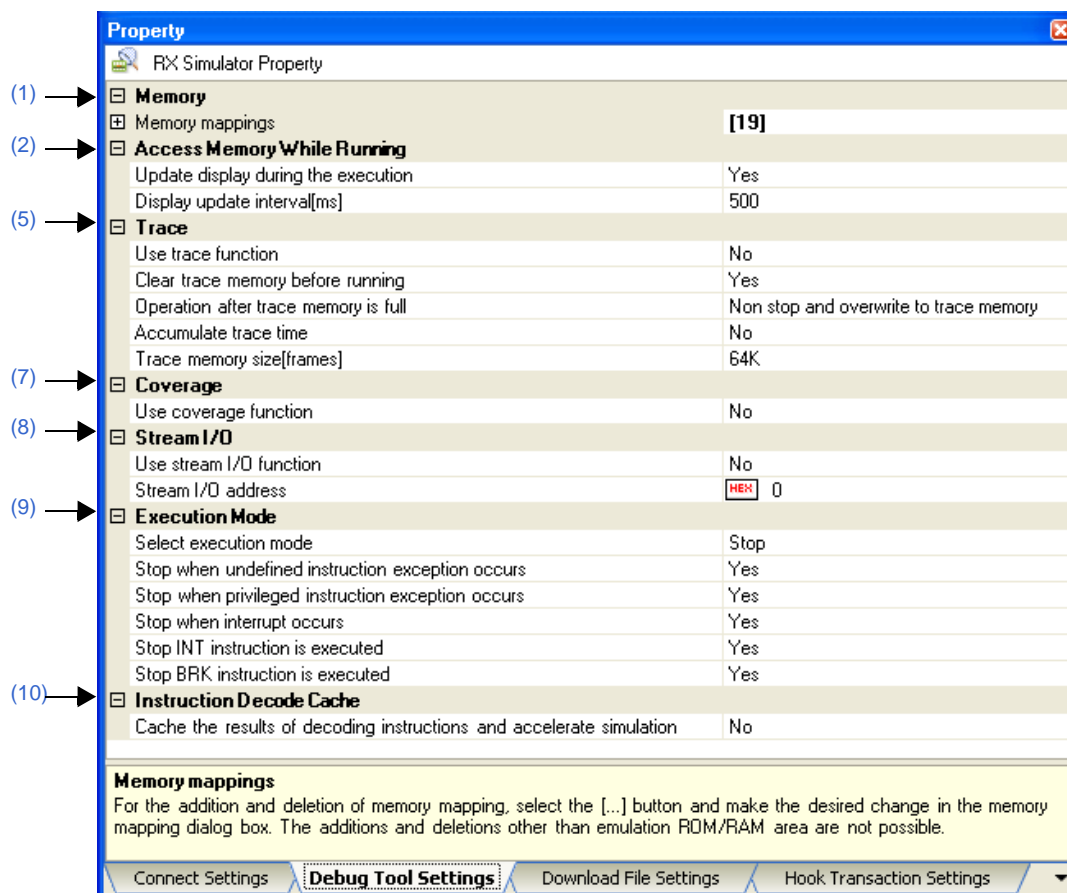 Property
RX Simulator Property
(1) Memory
Memory mappings [19]
(2) Access Memory While Running
Update display during the execution Yes
Display update interval[ms] 500
(5) Trace
Use trace function No
Clear trace memory before running Yes
Operation after trace memory is full Non stop and overwrite to trace memory
Accumulate trace time No
Trace memory size[frames] 64K
(7) Coverage
Use coverage function No
(8) Stream I/O
Use stream I/O function No
Stream I/O address HEX 0
(9) Execution Mode
Select execution mode Stop
Stop when undefined instruction exception occurs Yes
Stop when privileged instruction exception occurs Yes
Stop when interrupt occurs Yes
Stop INT instruction is executed Yes
Stop BRK instruction is executed Yes
(10) Instruction Decode Cache
Cache the results of decoding instructions and accelerate simulation No
Memory mappings
For the addition and deletion of memory mapping, select the [...] button and make the desired change in the memory
mapping dialog box. The additions and deletions other than emulation ROM/RAM area are not possible.
Connect Settings Debug Tool Settings Download File Settings Hook Transaction Settings